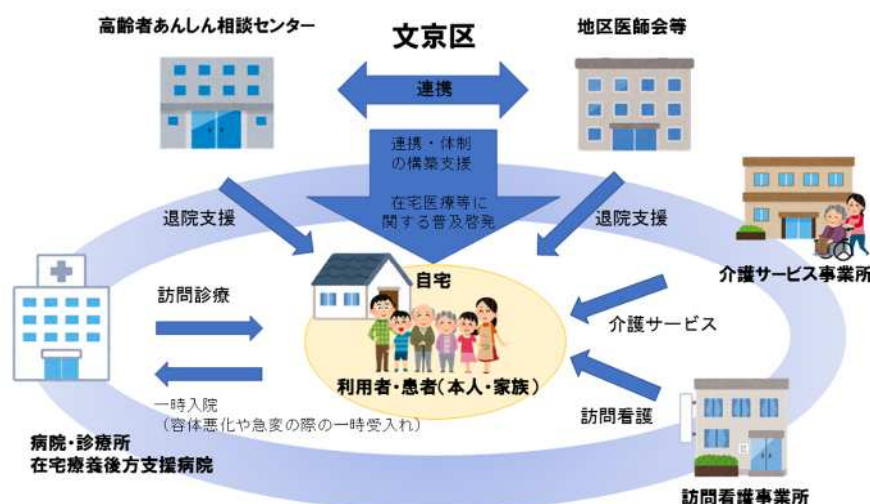 高齢者あんしん相談センター
文京区
地区医師会等
連携
連携・体制
の構築支援
在宅医療等に
関する普及啓発
退院支援
退院支援
介護サービス事業所
自宅
訪問診療
介護サービス
利用者・患者(本人・家族)
一時入院
(容体悪化や急変の際の一時受入れ)
訪問看護
病院・診療所
在宅療養後方支援病院
訪問看護事業所